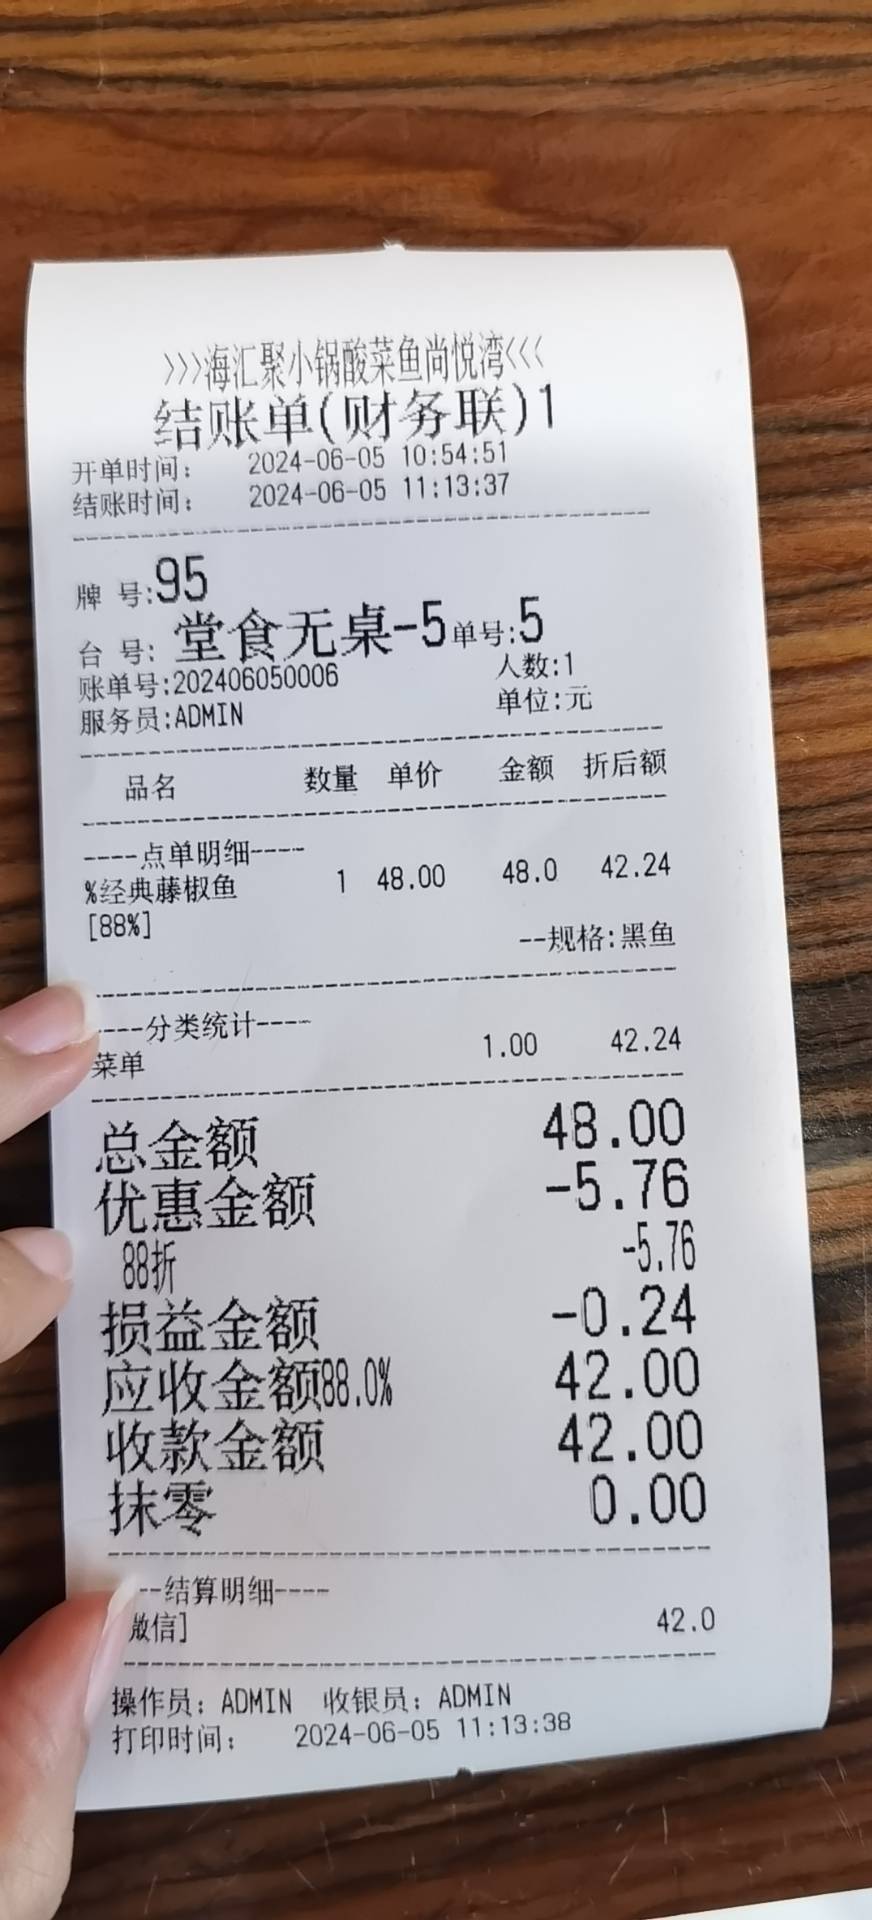 >>>海汇聚小锅酸菜鱼尚悦湾<<<
结账单(财务联)1
开单时间: 2024-06-05 10:54:51
结账时间: 2024-06-05 11:13:37
牌 号:95
台 号: 堂食无桌-5单号:5
账单号:202406050006 人数:1
服务员:ADMIN 单位:元
品名 数量 单价 金额 折后额
----点单明细----
%经典藤椒鱼 1 48.00 48.0 42.24
[88%]
--规格:黑鱼
----分类统计----
菜单 1.00 42.24
总金额 48.00
优惠金额 -5.76
88折 -5.76
损益金额 -0.24
应收金额88.0% 42.00
收款金额 42.00
抹零 0.00
--结算明细----
微信] 42.0
操作员: ADMIN 收银员: ADMIN
打印时间: 2024-06-05 11:13:38